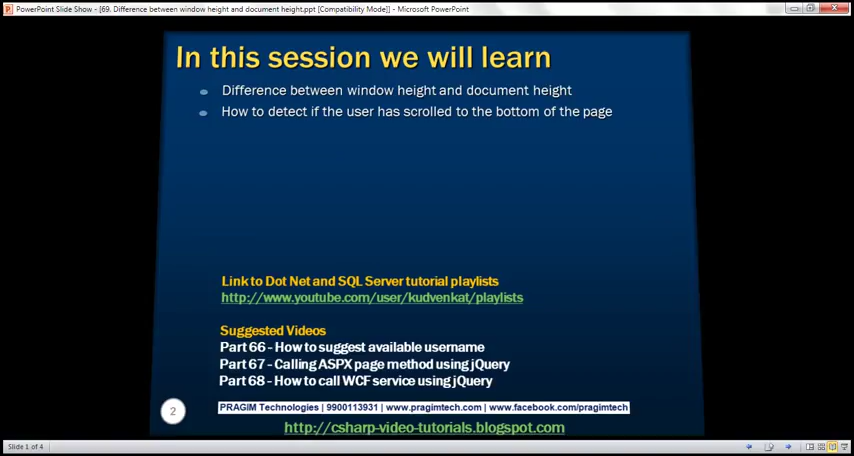 PowerPoint Slide Show - [69. Difference between window height and document height.ppt [Compatibility Mode]] - Microsoft PowerPoint
In this session we will learn
Difference between window height and document height
How to detect if the user has scrolled to the bottom of the page
Link to Dot Net and SQL Server tutorial playlists
http://www.youtube.com/user/kudvenkat/playlists
Suggested Videos
Part 66 - How to suggest available username
Part 67 - Calling ASPX page method using jQuery
Part 68 - How to call WCF service using jQuery
2
PRAGIM Technologies | 9900113931 | www.pragimtech.com | www.facebook.com/pragimtech
http://csharp-video-tutorials.blogspot.com
Slide 1 of 4